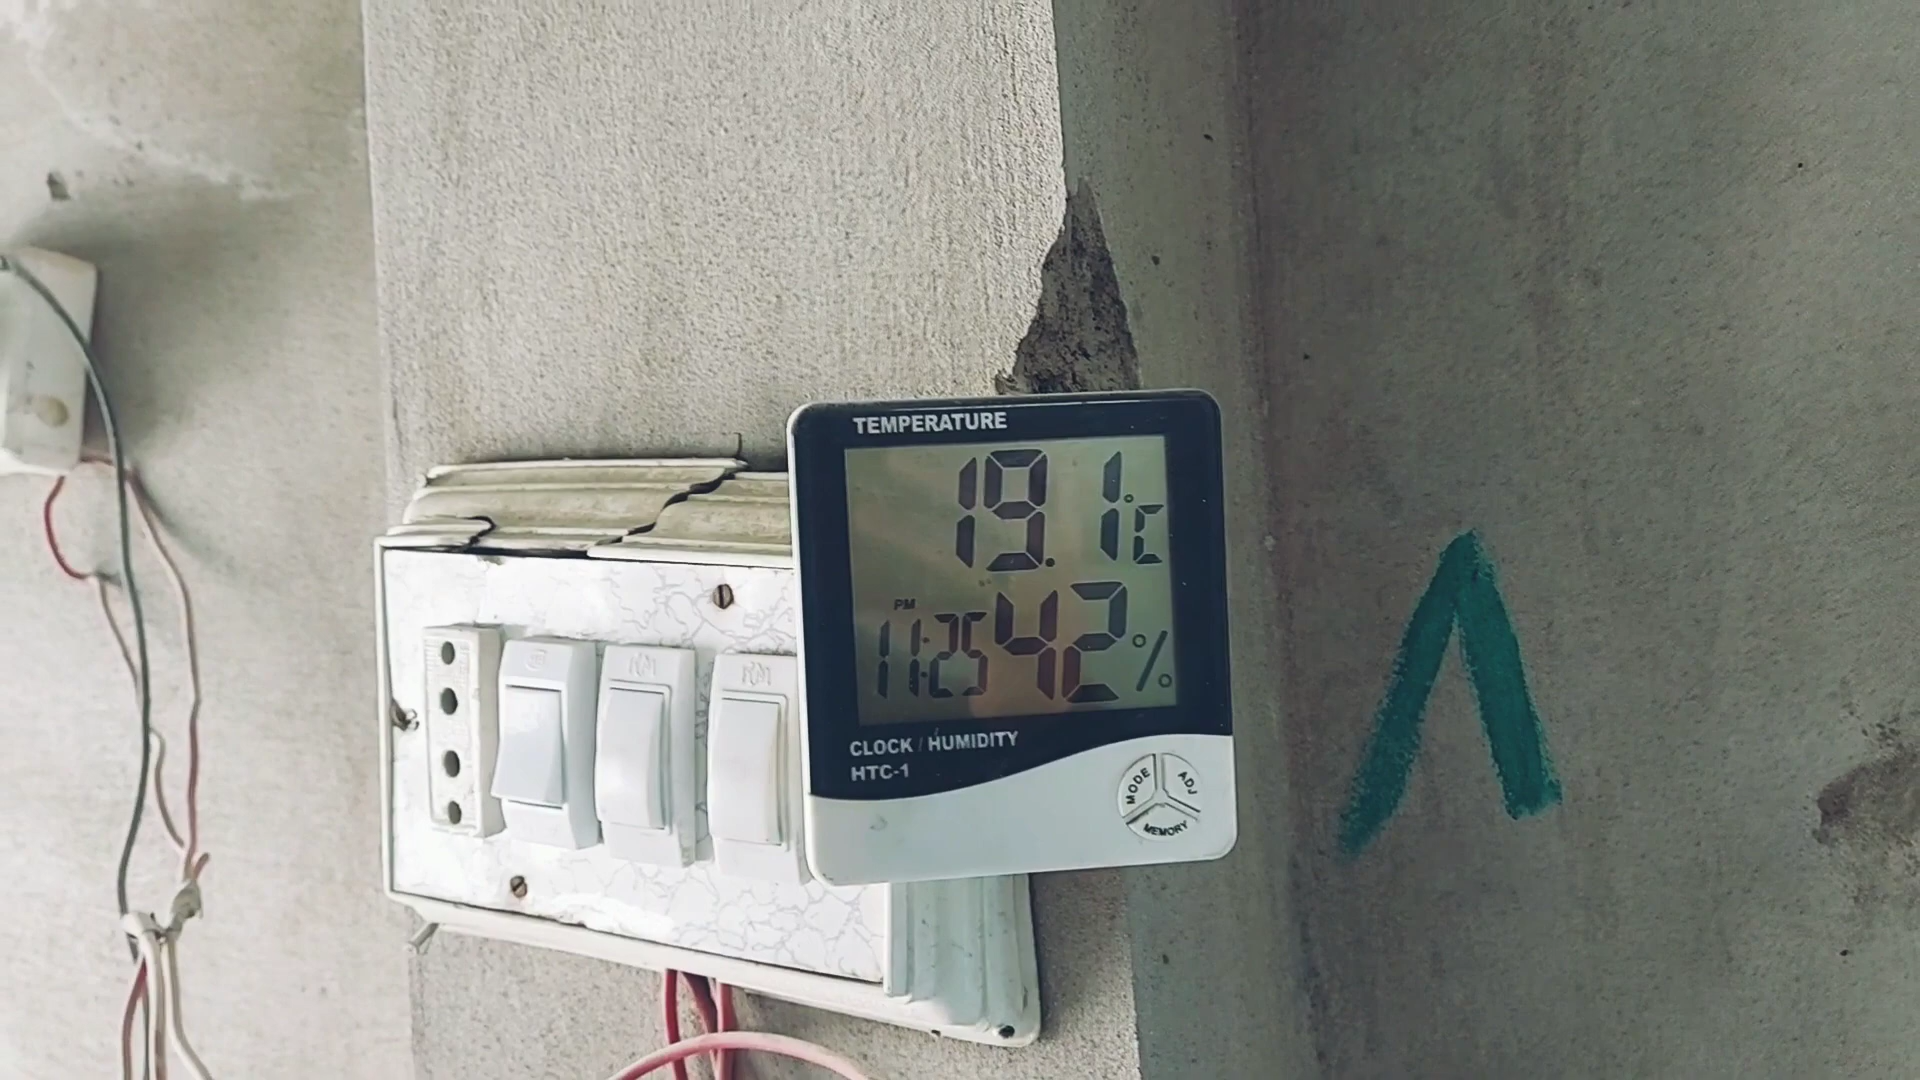 TEMPERATURE
19.1°C
PM
11:25 42%
CLOCK / HUMIDITY
HTC-1
MODE
ADJ
MEMORY
Λ